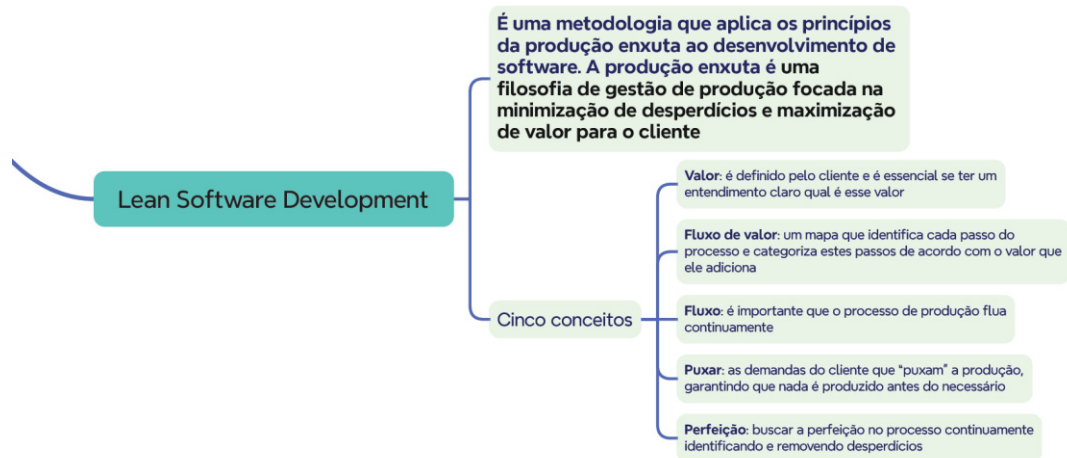 É uma metodologia que aplica os princípios
da produção enxuta ao desenvolvimento de
software. A produção enxuta é uma
filosofia de gestão de produção focada na
minimização de desperdícios e maximização
de valor para o cliente
Lean Software Development
Valor: é definido pelo cliente e é essencial se ter um
entendimento claro qual é esse valor
Fluxo de valor: um mapa que identifica cada passo do
processo e categoriza estes passos de acordo com o valor que
ele adiciona
Cinco conceitos
Fluxo: é importante que o processo de produção flua
continuamente
Puxar: as demandas do cliente que “puxam” a produção,
garantindo que nada é produzido antes do necessário
Perfeição: buscar a perfeição no processo continuamente
identificando e removendo desperdícios